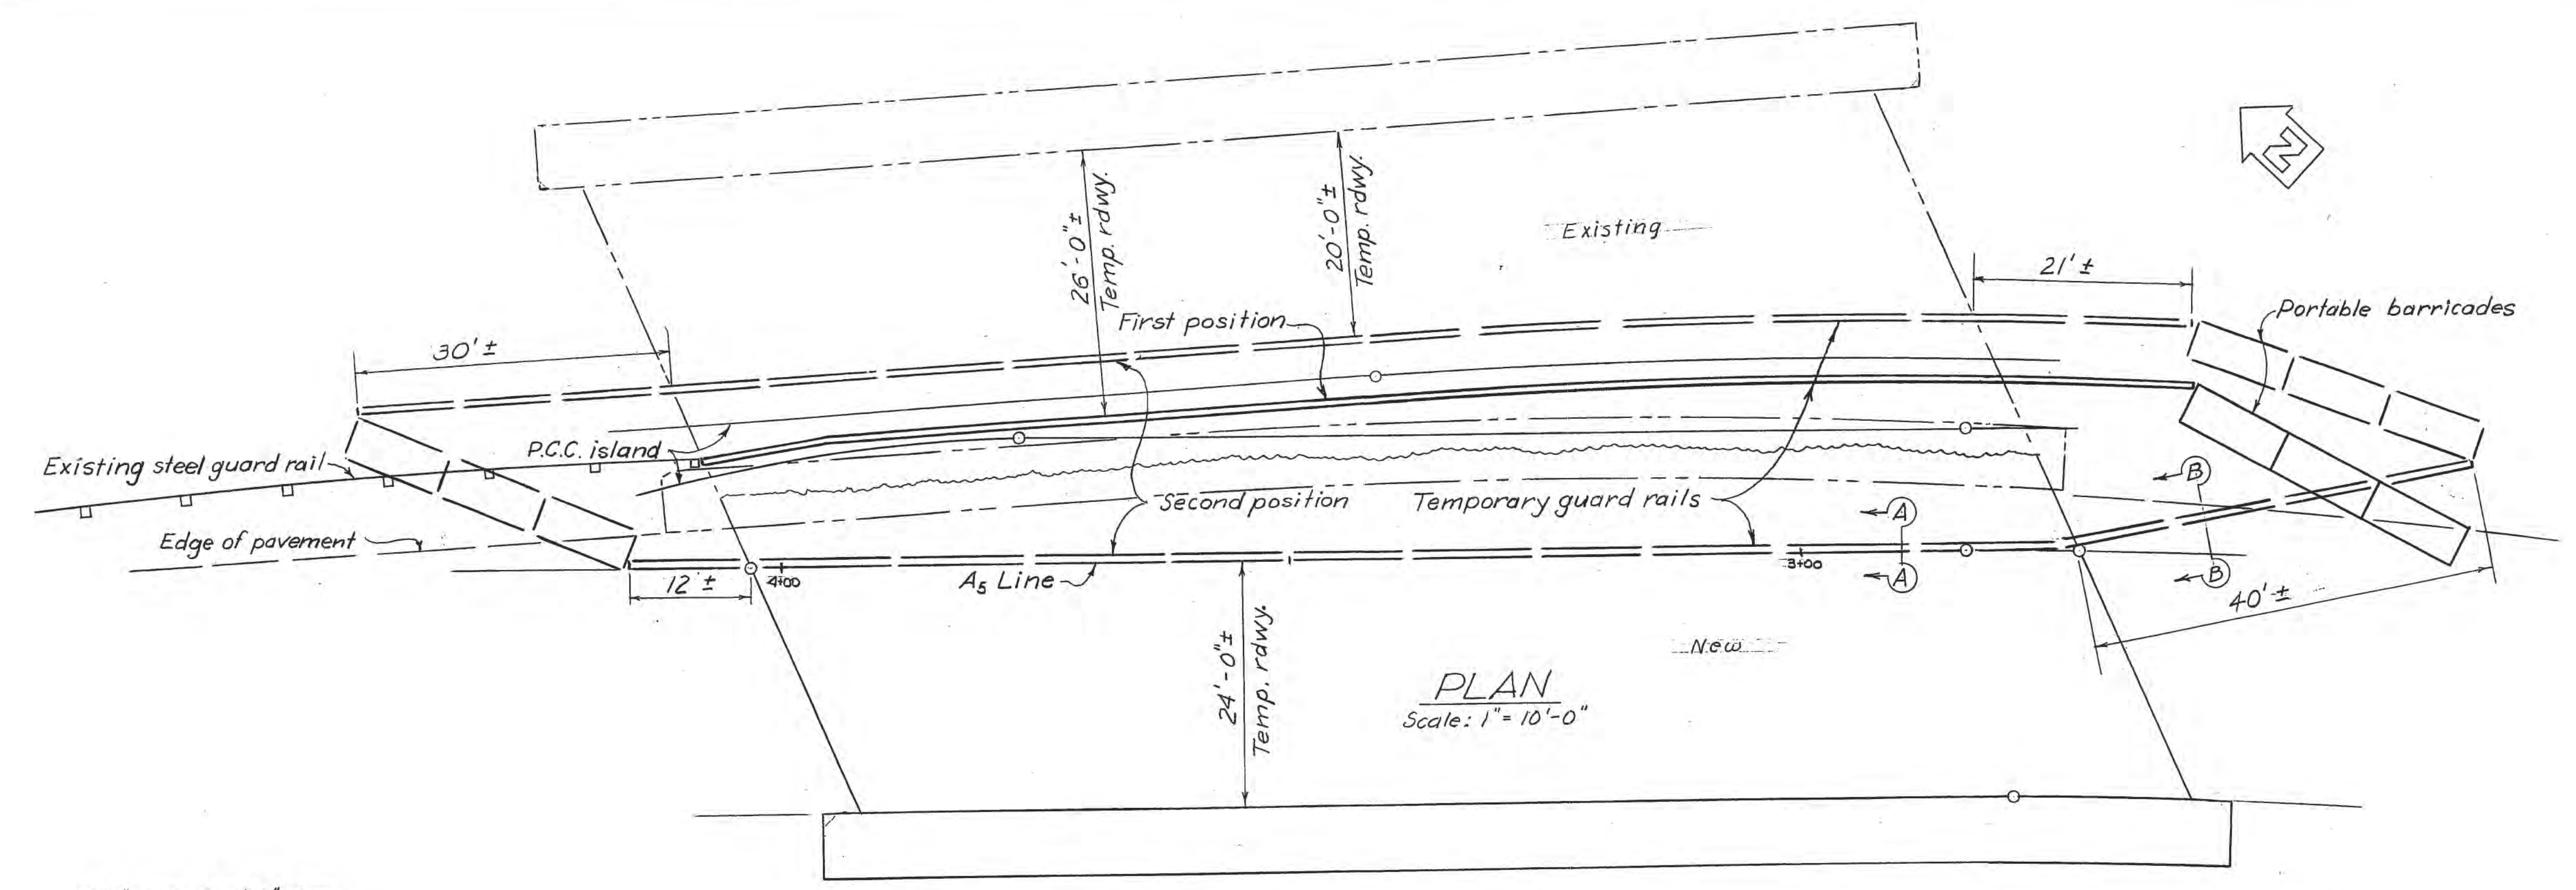 N
26'-0"±
Temp. rdwy.
20'-0"±
Temp. rdwy.
Existing
21'±
Portable barricades
First position
30'±
P.C.C. island
Existing steel guard rail
Second position
Temporary guard rails
A
B
Edge of pavement
12'±
4+00
A5 Line
3+00
A
B
40'±
24'-0"±
Temp. rdwy.
New
PLAN
Scale: 1"= 10'-0"